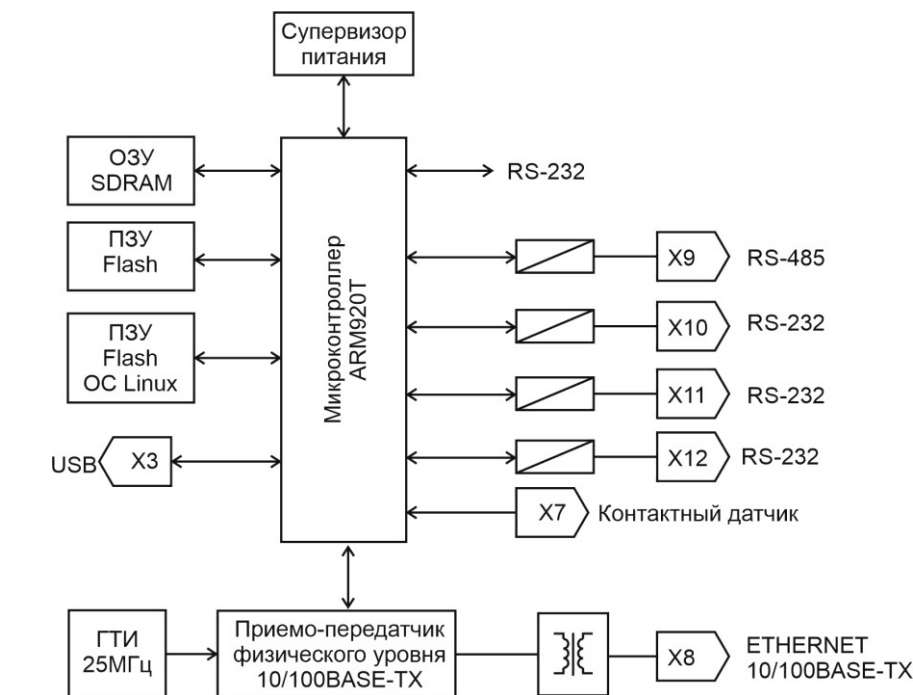 Супервизор
питания
ОЗУ
SDRAM
RS-232
ПЗУ
Flash
Микроконтроллер
ARM920T
X9
RS-485
ПЗУ
Flash
ОС Linux
X10
RS-232
X11
RS-232
USB
X3
X12
RS-232
X7
Контактный датчик
ГТИ
25МГц
Приемо-передатчик
физического уровня
10/100BASE-TX
X8
ETHERNET
10/100BASE-TX